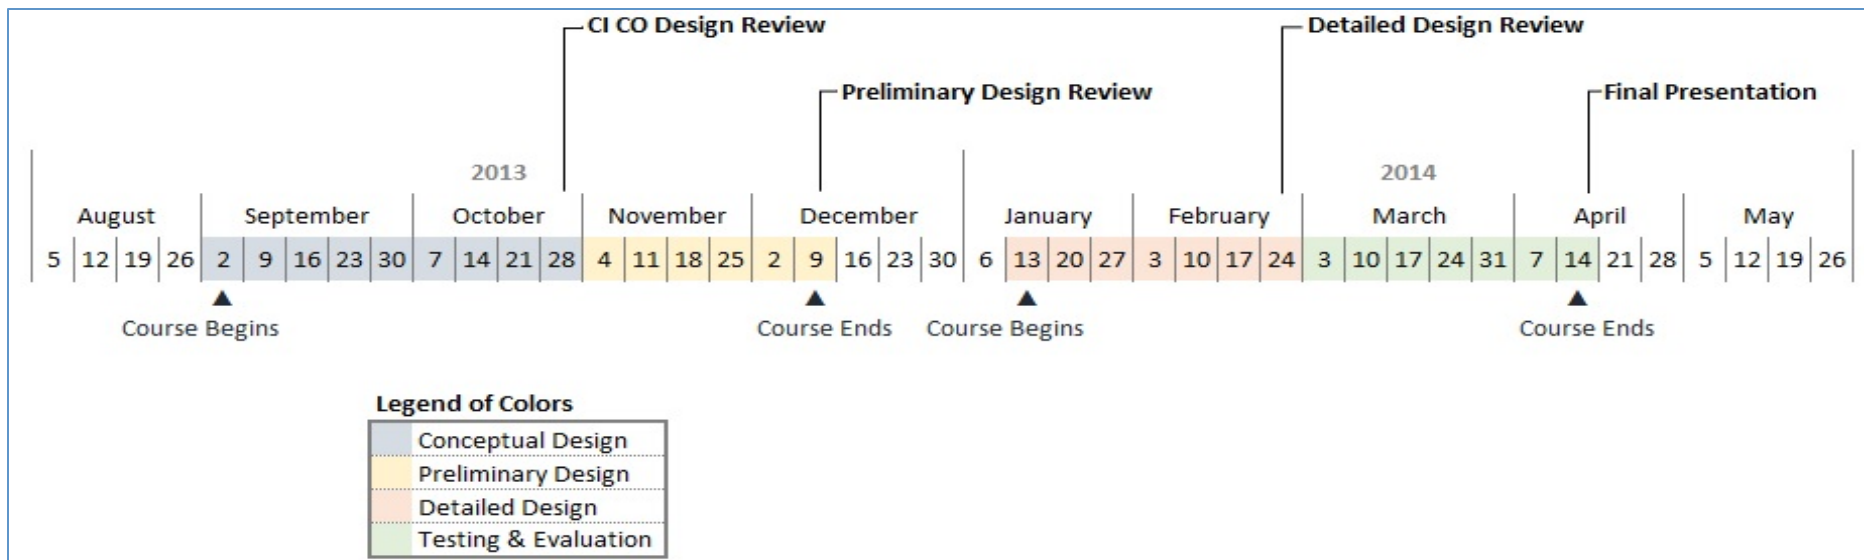 CI CO Design Review
Detailed Design Review
Preliminary Design Review
Final Presentation
2013
2014
August September October November December January February March April May
5 12 19 26 2 9 16 23 30 7 14 21 28 4 11 18 25 2 9 16 23 30 6 13 20 27 3 10 17 24 3 10 17 24 31 7 14 21 28 5 12 19 26
Course Begins Course Ends Course Begins Course Ends
Legend of Colors
Conceptual Design
Preliminary Design
Detailed Design
Testing & Evaluation